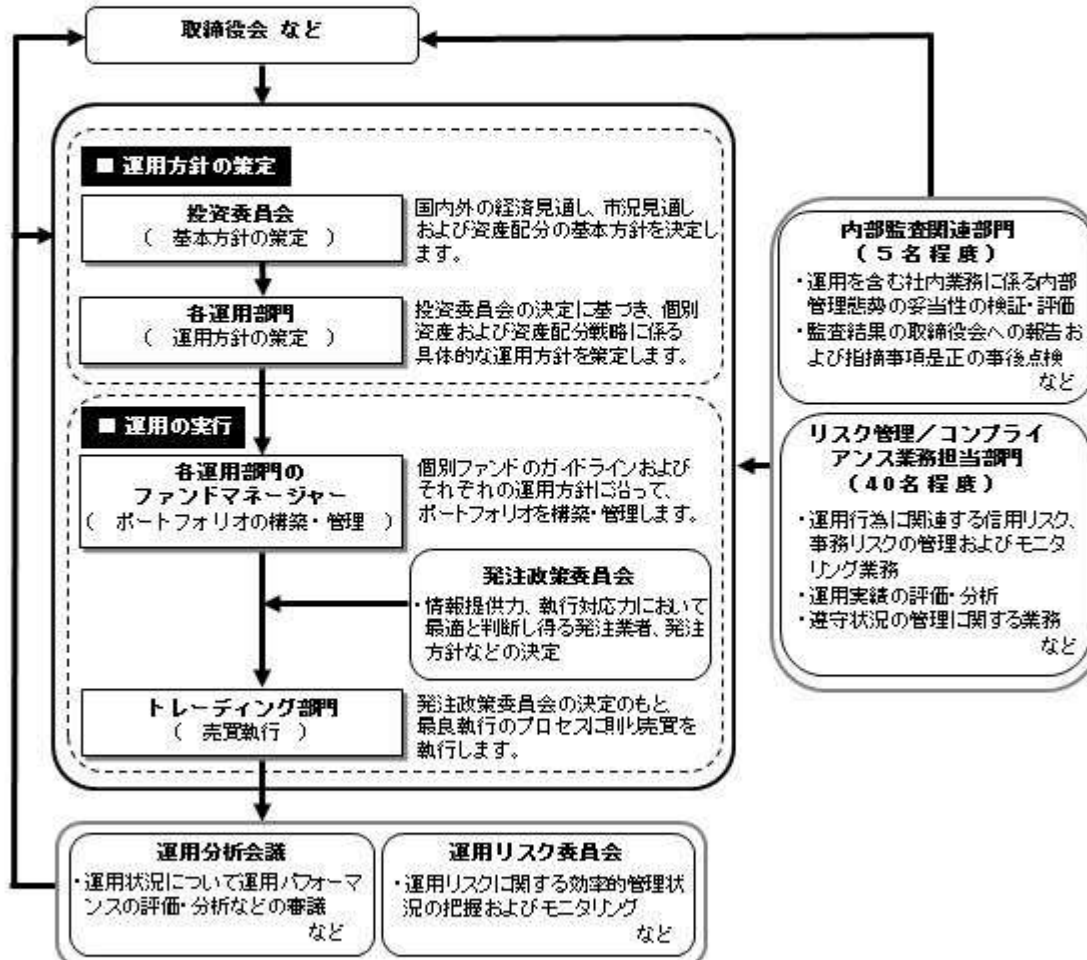 取締役会 など
■ 運用方針の策定
投資委員会
（ 基本方針の策定 ）
国内外の経済見通し、市況見通し
および資産配分の基本方針を決定し
ます。
各運用部門
（ 運用方針の策定 ）
投資委員会の決定に基づき、個別
資産および資産配分戦略に係る
具体的な運用方針を策定します。
■ 運用の実行
各運用部門の
ファンドマネージャー
（ ポートフォリオの構築・管理 ）
個別ファンドのガイドラインおよび
それぞれの運用方針に沿って、
ポートフォリオを構築・管理します。
発注政策委員会
・情報提供力、執行対応力において
最適と判断し得る発注業者、発注
方針などの決定
トレーディング部門
（ 売買執行 ）
発注政策委員会の決定のもと
最良執行のプロセスに則り売買を
執行します。
運用分析会議
・運用状況について運用パフォーマ
ンスの評価・分析などの審議
など
運用リスク委員会
・運用リスクに関する効率的管理状
況の把握およびモニタリング
など
内部監査関連部門
（５名程度）
・運用を含む社内業務に係る内部
管理態勢の妥当性の検証・評価
・監査結果の取締役会への報告お
よび指摘事項是正の事後点検
など
リスク管理／コンプライ
アンス業務担当部門
（40名程度）
・運用行為に関連する信用リスク、
事務リスクの管理およびモニタ
リング業務
・運用実績の評価・分析
・遵守状況の管理に関する業務
など